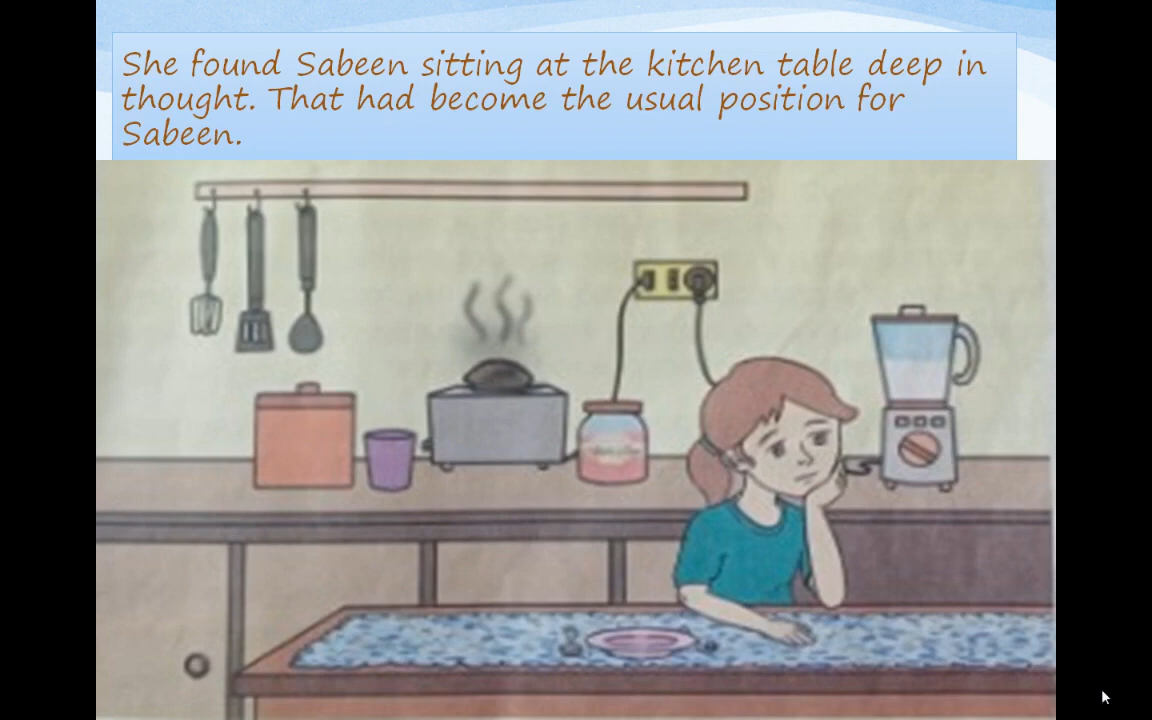 She found Sabeen sitting at the kitchen table deep in
thought. That had become the usual position for
Sabeen.